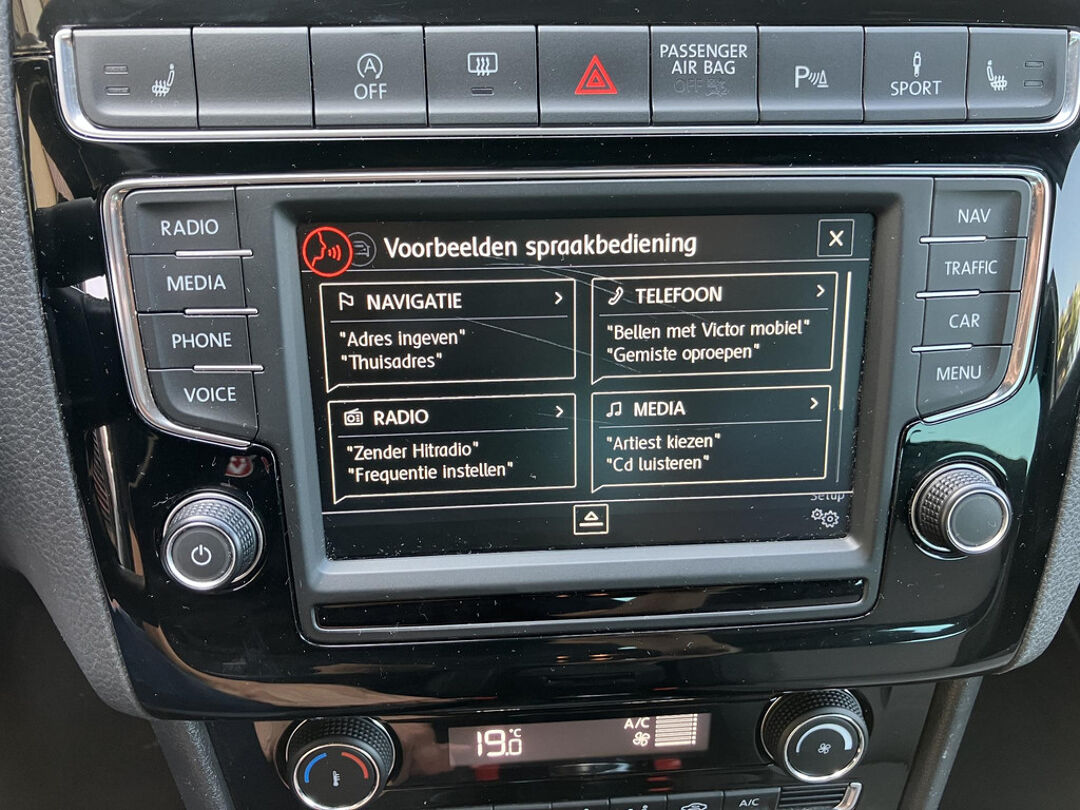 OFF
PASSENGER
AIR BAG
OFF
P
SPORT
RADIO
MEDIA
PHONE
VOICE
Voorbeelden spraakbediening
X
NAVIGATIE
"Adres ingeven"
"Thuisadres"
TELEFOON
"Bellen met Victor mobiel"
"Gemiste oproepen"
RADIO
"Zender Hitradio"
"Frequentie instellen"
MEDIA
"Artiest kiezen"
"Cd luisteren"
Setup
NAV
TRAFFIC
CAR
MENU
19.0 °C
A/C
A/C